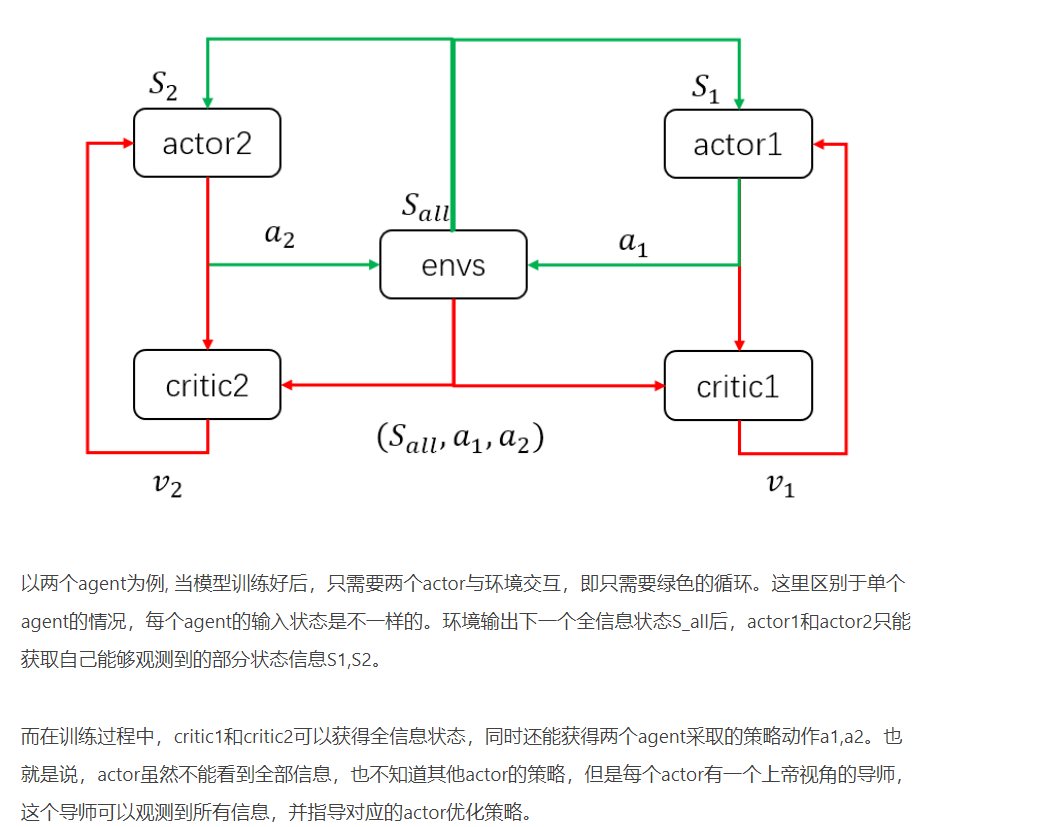 S₂
S₁
actor2
actor1
Sₐₗₗ
a₂
a₁
envs
critic2
critic1
(Sₐₗₗ, a₁, a₂)
v₂
v₁
以两个agent为例, 当模型训练好后，只需要两个actor与环境交互，即只需要绿色的循环。这里区别于单个
agent的情况，每个agent的输入状态是不一样的。环境输出下一个全信息状态S_all后，actor1和actor2只能
获取自己能够观测到的部分状态信息S1,S2。
而在训练过程中，critic1和critic2可以获得全信息状态，同时还能获得两个agent采取的策略动作a1,a2。也
就是说，actor虽然不能看到全部信息，也不知道其他actor的策略，但是每个actor有一个上帝视角的导师，
这个导师可以观测到所有信息，并指导对应的actor优化策略。